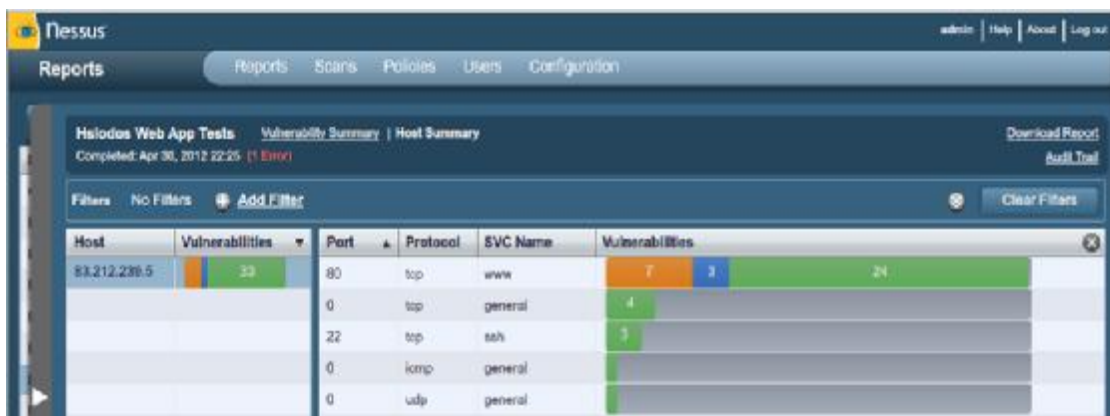 Nessus
admin | Help | About | Log out
Reports
Reports Scans Policies Users Configuration
Hsiodos Web App Tests Vulnerability Summary | Host Summary
Download Report
Completed: Apr 30, 2012 22:25 (1 Error)
Audit Trail
Filters No Filters Add Filter
Clear Filters
Host Vulnerabilities Port Protocol SVC Name Vulnerabilities
83.212.239.5 33 80 tcp www 7 3 24
0 tcp general 4
22 tcp ssh 3
0 icmp general
0 udp general